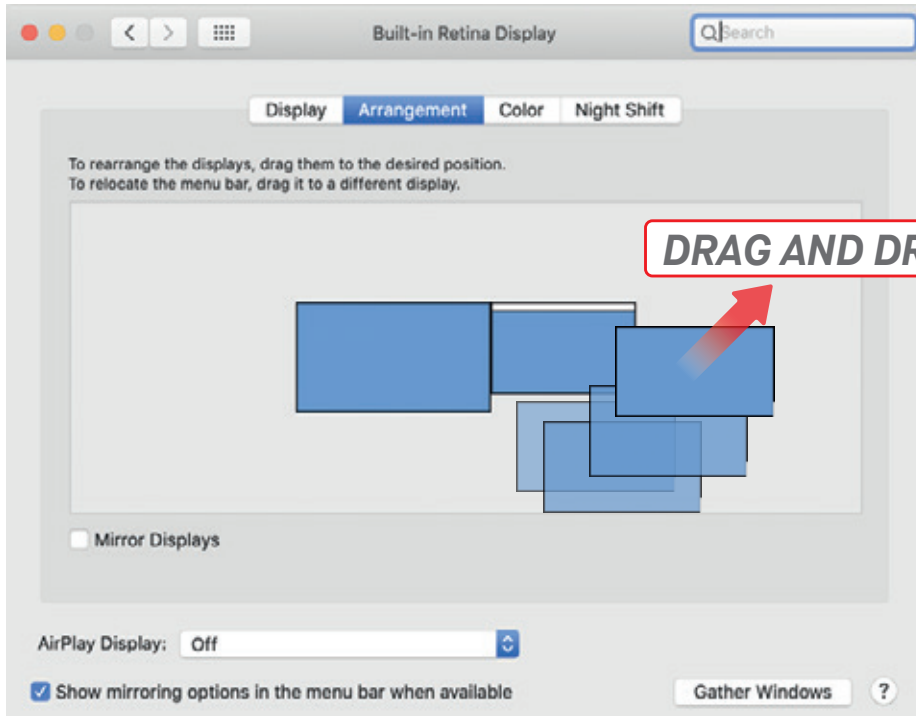 Built-in Retina Display
Search
Display Arrangement Color Night Shift
To rearrange the displays, drag them to the desired position.
To relocate the menu bar, drag it to a different display.
DRAG AND DR
Mirror Displays
AirPlay Display: Off
Show mirroring options in the menu bar when available
Gather Windows ?